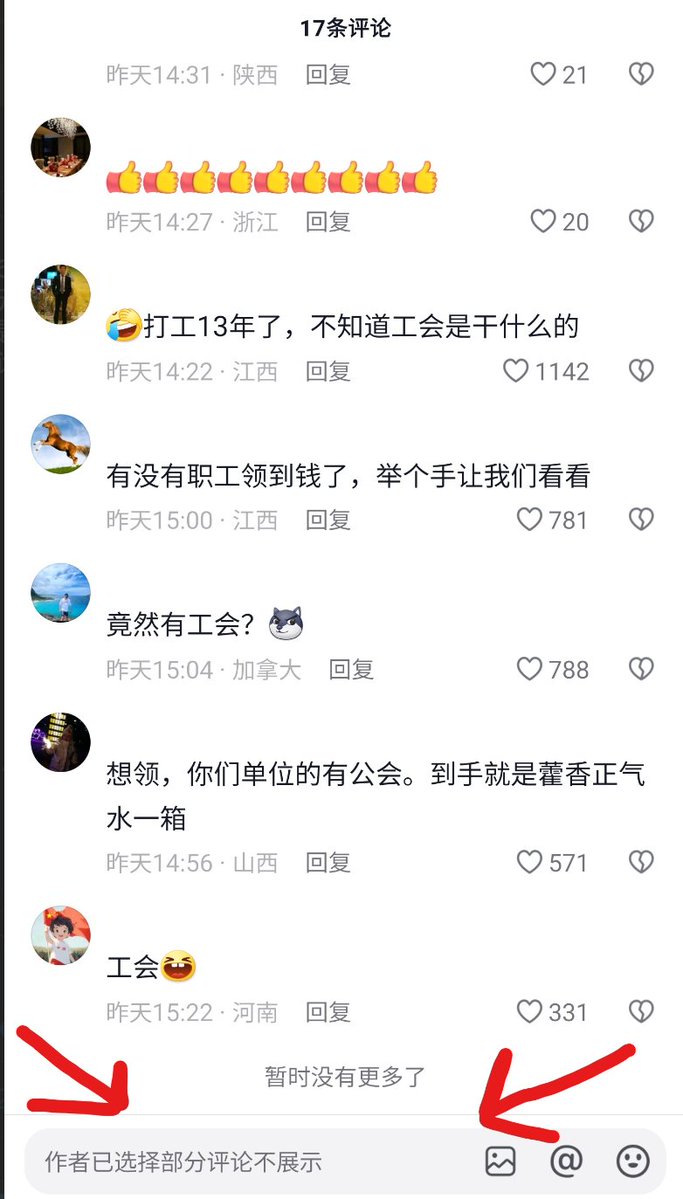 17条评论
昨天14:31 · 陕西 回复 21
昨天14:27 · 浙江 回复 20
打工13年了，不知道工会是干什么的
昨天14:22 · 江西 回复 1142
有没有职工领到钱了，举个手让我们看看
昨天15:00 · 江西 回复 781
竟然有工会？
昨天15:04 · 加拿大 回复 788
想领，你们单位的有公会。到手就是藿香正气
水一箱
昨天14:56 · 山西 回复 571
工会
昨天15:22 · 河南 回复 331
暂时没有更多了
作者已选择部分评论不展示 @